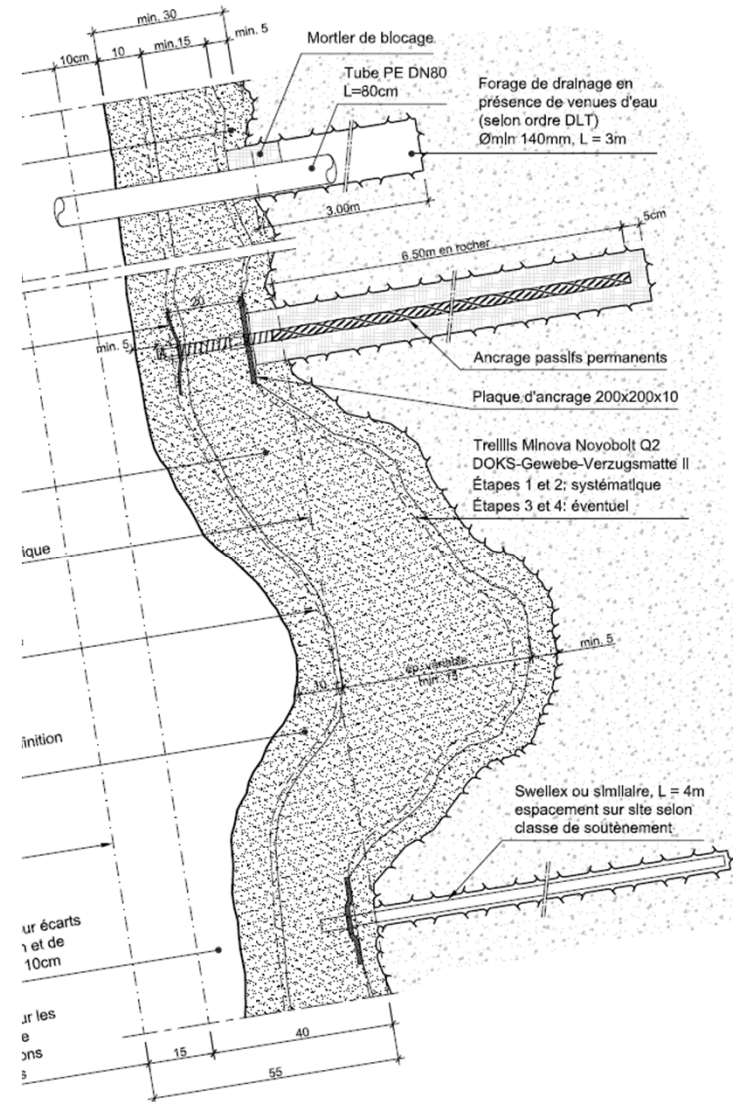 min. 30
10cm
10
min.15
min. 5
Mortier de blocage
Tube PE DN80
L=80cm
Forage de drainage en
présence de venues d'eau
(selon ordre DLT)
Ømin 140mm, L = 3m
3.00m
6.50m en rocher
5cm
20
min. 5
Ancrage passifs permanents
Plaque d'ancrage 200x200x10
Treillis Minova Novobolt Q2
DOKS-Gewebe-Verzugsmatte II
Étapes 1 et 2: systématique
Étapes 3 et 4: éventuel
ique
min. 5
ép. variable
min. 15
10
inition
Swellex ou similaire, L = 4m
espacement sur site selon
classe de soutènement
ur écarts
n et de
10cm
ur les
e
ons
s
15
40
55